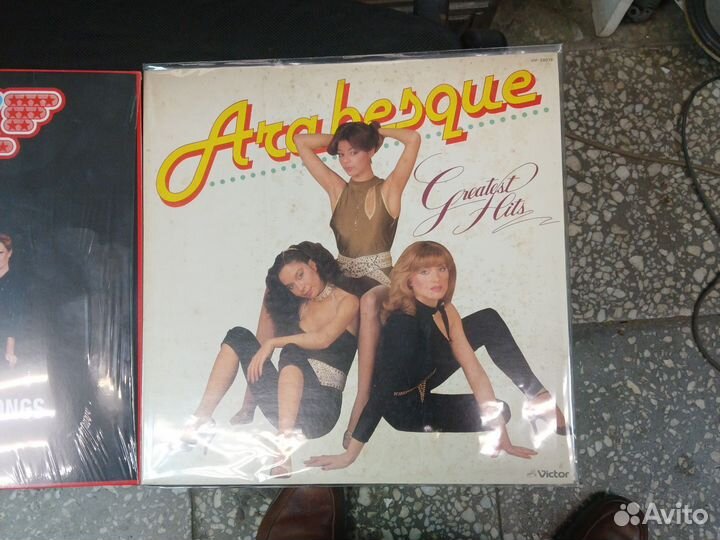 Arabesque
Greatest
Hits
Victor
ONGS
Avito